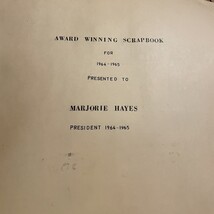 AWARD WINNING SCRAPBOOK
FOR
1964-1965
PRESENTED TO
MARJORIE HAYES
PRESIDENT 1964-1965